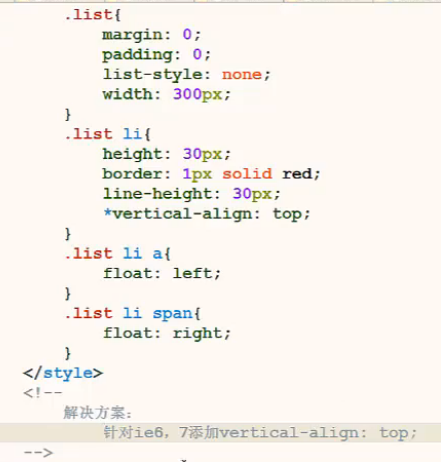 .list{
margin: 0;
padding: 0;
list-style: none;
width: 300px;
}
.list li{
height: 30px;
border: 1px solid red;
line-height: 30px;
*vertical-align: top;
}
.list li a{
float: left;
}
.list li span{
float: right;
}
</style>
<!--
解决方案:
针对ie6，7添加vertical-align: top;
-->